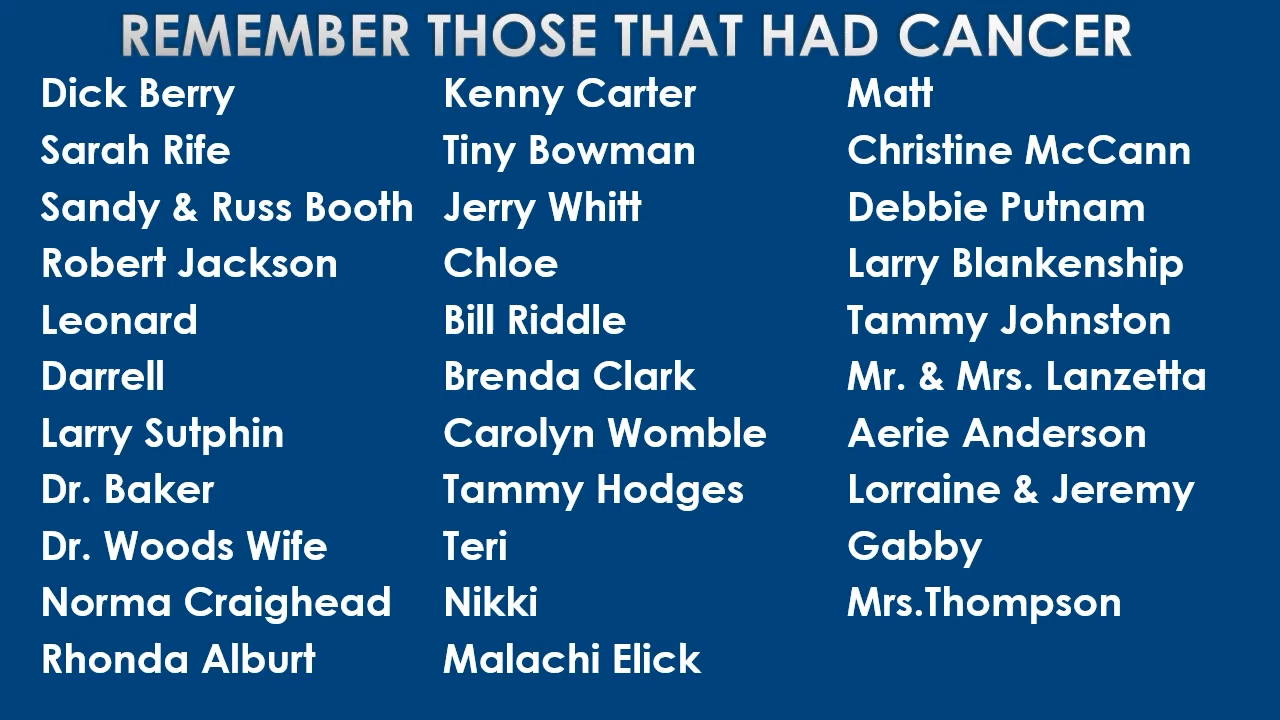 REMEMBER THOSE THAT HAD CANCER
Dick Berry
Sarah Rife
Sandy & Russ Booth
Robert Jackson
Leonard
Darrell
Larry Sutphin
Dr. Baker
Dr. Woods Wife
Norma Craighead
Rhonda Alburt
Kenny Carter
Tiny Bowman
Jerry Whitt
Chloe
Bill Riddle
Brenda Clark
Carolyn Womble
Tammy Hodges
Teri
Nikki
Malachi Elick
Matt
Christine McCann
Debbie Putnam
Larry Blankenship
Tammy Johnston
Mr. & Mrs. Lanzetta
Aerie Anderson
Lorraine & Jeremy
Gabby
Mrs.Thompson